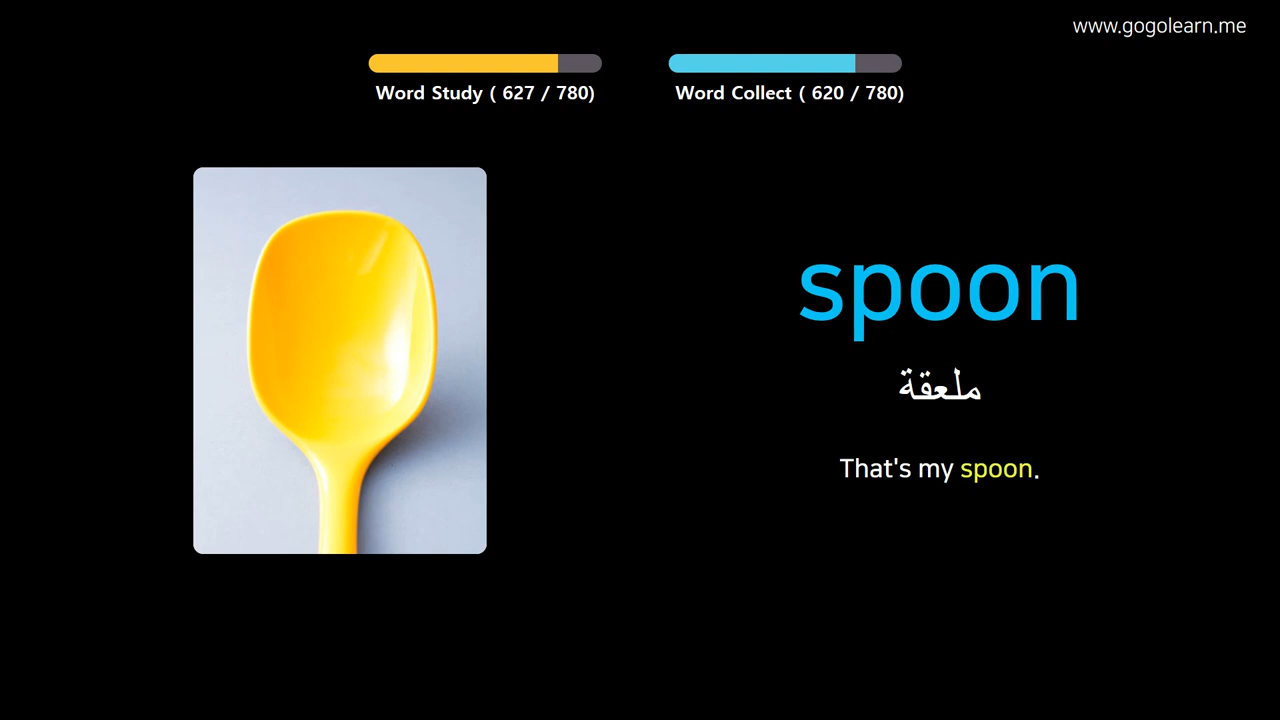 www.gogolearn.me
Word Study ( 627 / 780)
Word Collect ( 620 / 780)
spoon
ملعقة
That's my spoon.